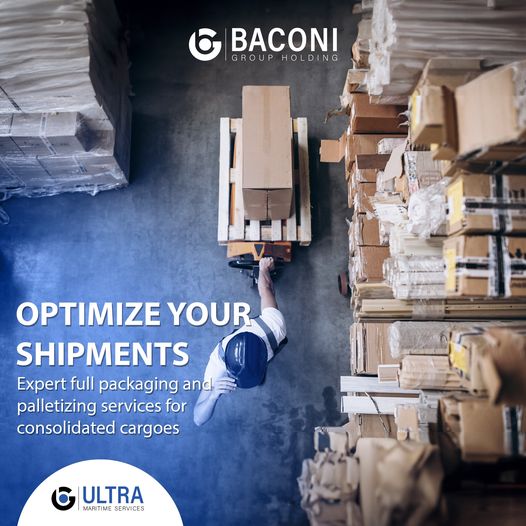 BACONI
GROUP HOLDING
OPTIMIZE YOUR
SHIPMENTS
Expert full packaging and
palletizing services for
consolidated cargoes
ULTRA
MARITIME SERVICES